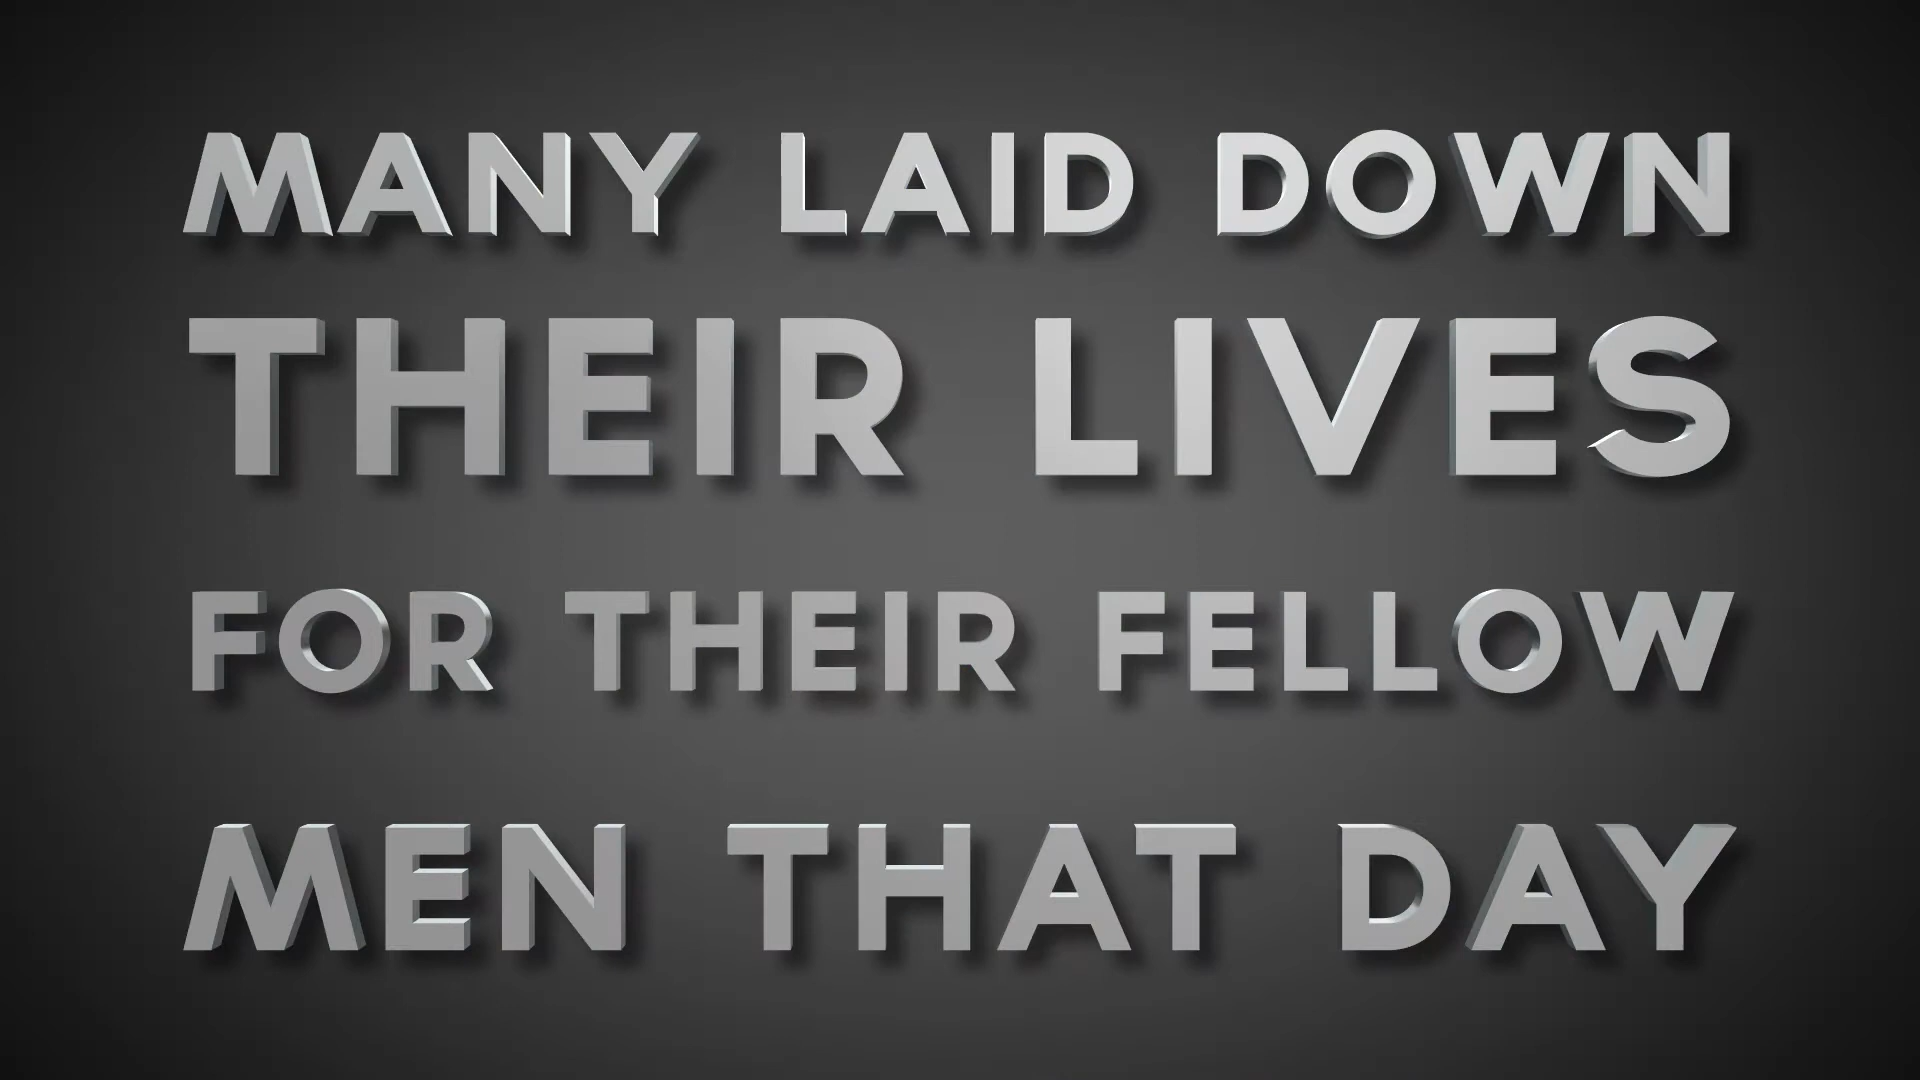 MANY LAID DOWN
THEIR LIVES
FOR THEIR FELLOW
MEN THAT DAY